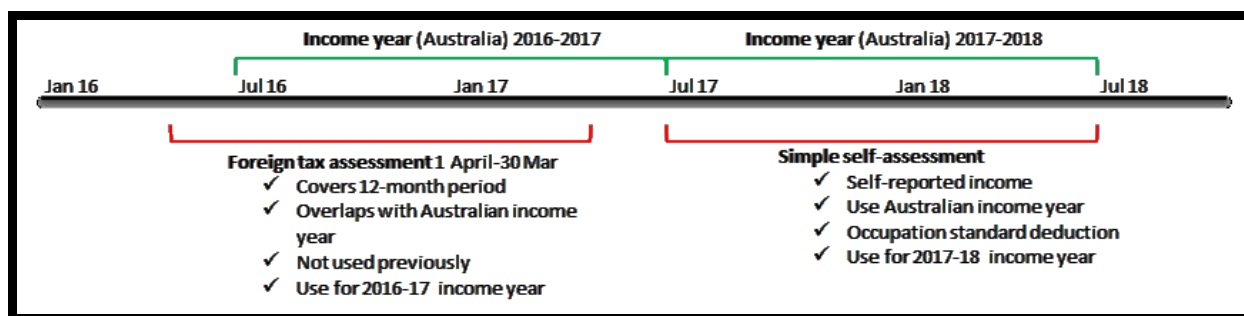 Income year (Australia) 2016-2017
Income year (Australia) 2017-2018
Jan 16
Jul 16
Jan 17
Jul 17
Jan 18
Jul 18
Foreign tax assessment 1 April-30 Mar
✓ Covers 12-month period
✓ Overlaps with Australian income
year
✓ Not used previously
✓ Use for 2016-17 income year
Simple self-assessment
✓ Self-reported income
✓ Use Australian income year
✓ Occupation standard deduction
✓ Use for 2017-18 income year